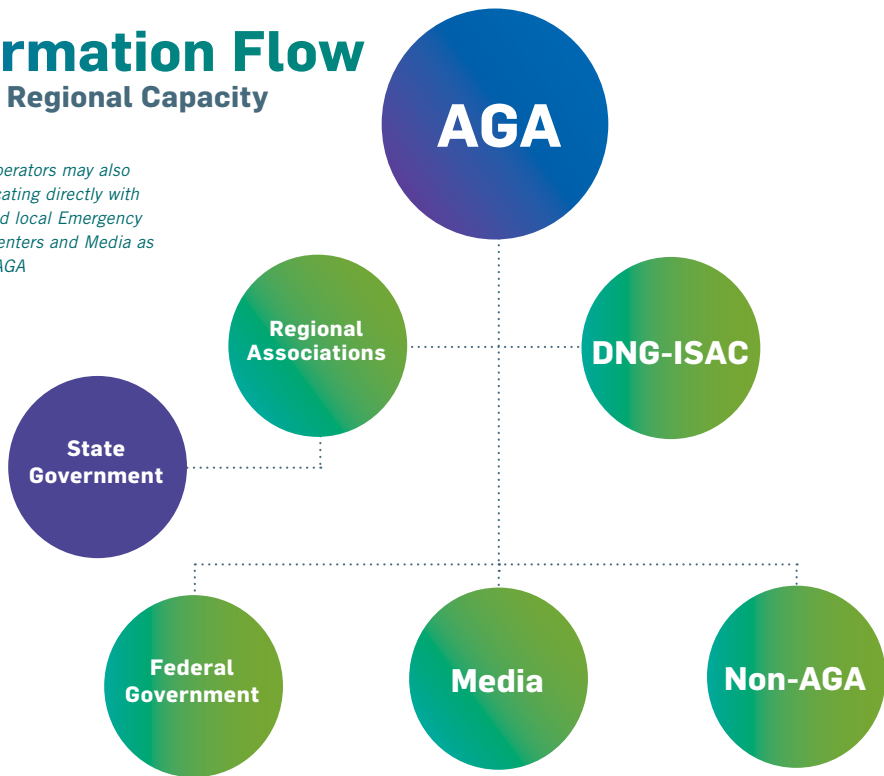 rmation Flow
Regional Capacity
AGA
perators may also
cating directly with
d local Emergency
enters and Media as
AGA
Regional
Associations
DNG-ISAC
State
Government
Federal
Government
Media
Non-AGA